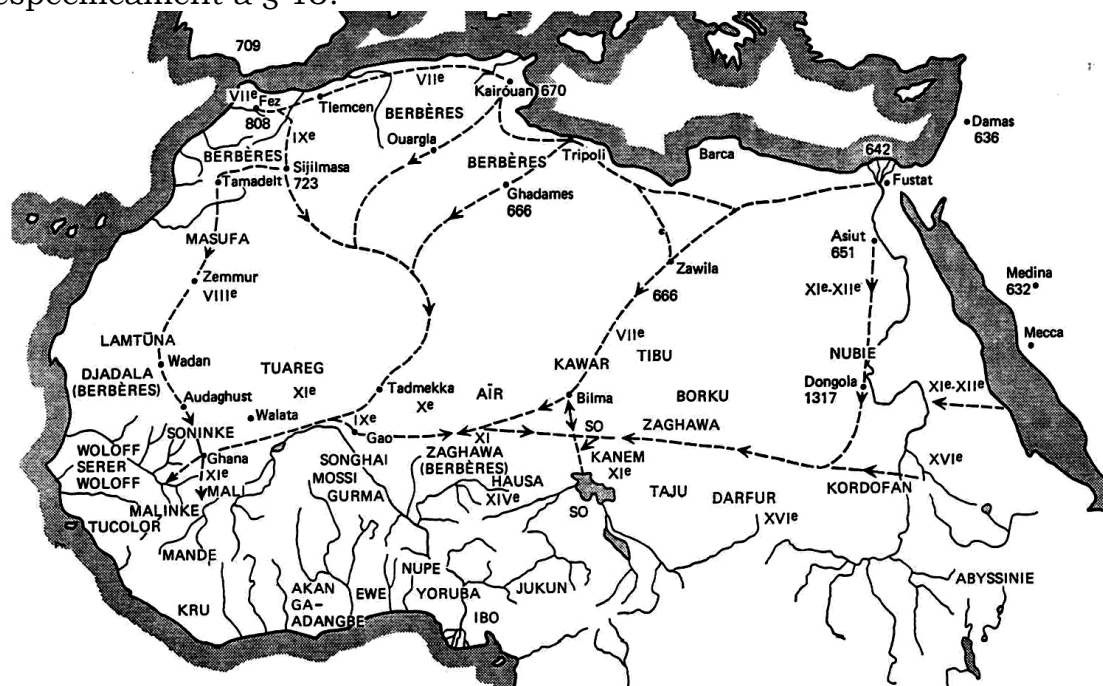 específicament a § 18.
709
VIIe
Kairouan 670
VIIe Fez
808
Tlemcen
BERBÈRES
Ouargla
IXe
BERBÈRES
Sijilmasa
723
Tamadelt
BERBÈRES
Ghadames
666
Tripoli
Barca
642
Fustat
Damas
636
MASUFA
Zemmur
VIIIe
Zawila
666
Asiut
651
XIe-XIIe
Medina
632
Mecca
LAMTŪNA
Wadan
DJADALA
(BERBÈRES)
TUAREG
XIe
VIIe
KAWAR
TIBU
NUBIE
Dongola
1317
XIe-XIIe
Audaghust
Walata
Tadmekka
Xe
AÏR
Bilma
BORKU
SONINKE
IXe
Gao
XI
SO
ZAGHAWA
WOLOFF
SERER
WOLOFF
Ghana
XIe
MALI
SONGHAI
MOSSI
GURMA
ZAGHAWA
(BERBÈRES)
HAUSA
XIVe
KANEM
XIe
XVIe
MALINKE
TUCOLOR
SO
TAJU
DARFUR
XVIe
KORDOFAN
MANDE
NUPE
ABYSSINIE
KRU
AKAN
GA-
ADANGBE
EWE
YORUBA
JUKUN
IBO